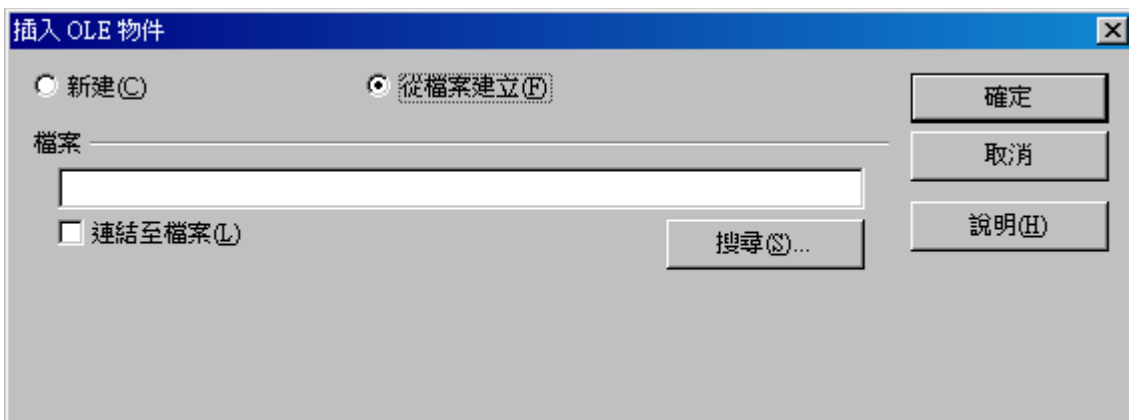 插入 OLE 物件
新建(C)
從檔案建立(F)
確定
檔案
取消
連結至檔案(L)
搜尋(S)...
說明(H)